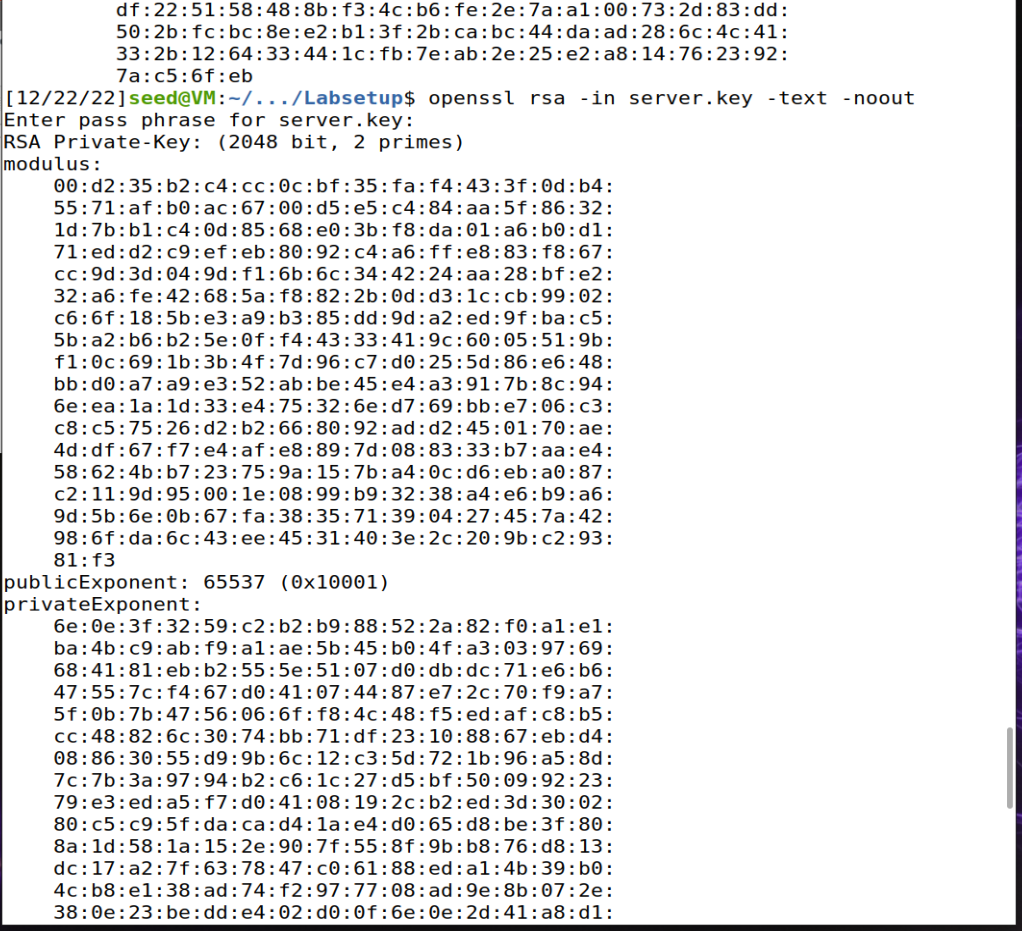 df:22:51:58:48:8b:f3:4c:b6:fe:2e:7a:a1:00:73:2d:83:dd:
50:2b:fc:bc:8e:e2:b1:3f:2b:ca:bc:44:da:ad:28:6c:4c:41:
33:2b:12:64:33:44:1c:fb:7e:ab:2e:25:e2:a8:14:76:23:92:
7a:c5:6f:eb
[12/22/22]seed@VM:~/.../Labsetup$ openssl rsa -in server.key -text -noout
Enter pass phrase for server.key:
RSA Private-Key: (2048 bit, 2 primes)
modulus:
00:d2:35:b2:c4:cc:0c:bf:35:fa:f4:43:3f:0d:b4:
55:71:af:b0:ac:67:00:d5:e5:c4:84:aa:5f:86:32:
1d:7b:b1:c4:0d:85:68:e0:3b:f8:da:01:a6:b0:d1:
71:ed:d2:c9:ef:eb:80:92:c4:a6:ff:e8:83:f8:67:
cc:9d:3d:04:9d:f1:6b:6c:34:42:24:aa:28:bf:e2:
32:a6:fe:42:68:5a:f8:82:2b:0d:d3:1c:cb:99:02:
c6:6f:18:5b:e3:a9:b3:85:dd:9d:a2:ed:9f:ba:c5:
5b:a2:b6:b2:5e:0f:f4:43:33:41:9c:60:05:51:9b:
f1:0c:69:1b:3b:4f:7d:96:c7:d0:25:5d:86:e6:48:
bb:d0:a7:a9:e3:52:ab:be:45:e4:a3:91:7b:8c:94:
6e:ea:1a:1d:33:e4:75:32:6e:d7:69:bb:e7:06:c3:
c8:c5:75:26:d2:b2:66:80:92:ad:d2:45:01:70:ae:
4d:df:67:f7:e4:af:e8:89:7d:08:83:33:b7:aa:e4:
58:62:4b:b7:23:75:9a:15:7b:a4:0c:d6:eb:a0:87:
c2:11:9d:95:00:1e:08:99:b9:32:38:a4:e6:b9:a6:
9d:5b:6e:0b:67:fa:38:35:71:39:04:27:45:7a:42:
98:6f:da:6c:43:ee:45:31:40:3e:2c:20:9b:c2:93:
81:f3
publicExponent: 65537 (0x10001)
privateExponent:
6e:0e:3f:32:59:c2:b2:b9:88:52:2a:82:f0:a1:e1:
ba:4b:c9:ab:f9:a1:ae:5b:45:b0:4f:a3:03:97:69:
68:41:81:eb:b2:55:5e:51:07:d0:db:dc:71:e6:b6:
47:55:7c:f4:67:d0:41:07:44:87:e7:2c:70:f9:a7:
5f:0b:7b:47:56:06:6f:f8:4c:48:f5:ed:af:c8:b5:
cc:48:82:6c:30:74:bb:71:df:23:10:88:67:eb:d4:
08:86:30:55:d9:9b:6c:12:c3:5d:72:1b:96:a5:8d:
7c:7b:3a:97:94:b2:c6:1c:27:d5:bf:50:09:92:23:
79:e3:ed:a5:f7:d0:41:08:19:2c:b2:ed:3d:30:02:
80:c5:c9:5f:da:ca:d4:1a:e4:d0:65:d8:be:3f:80:
8a:1d:58:1a:15:2e:90:7f:55:8f:9b:b8:76:d8:13:
dc:17:a2:7f:63:78:47:c0:61:88:ed:a1:4b:39:b0:
4c:b8:e1:38:ad:74:f2:97:77:08:ad:9e:8b:07:2e:
38:0e:23:be:dd:e4:02:d0:0f:6e:0e:2d:41:a8:d1: